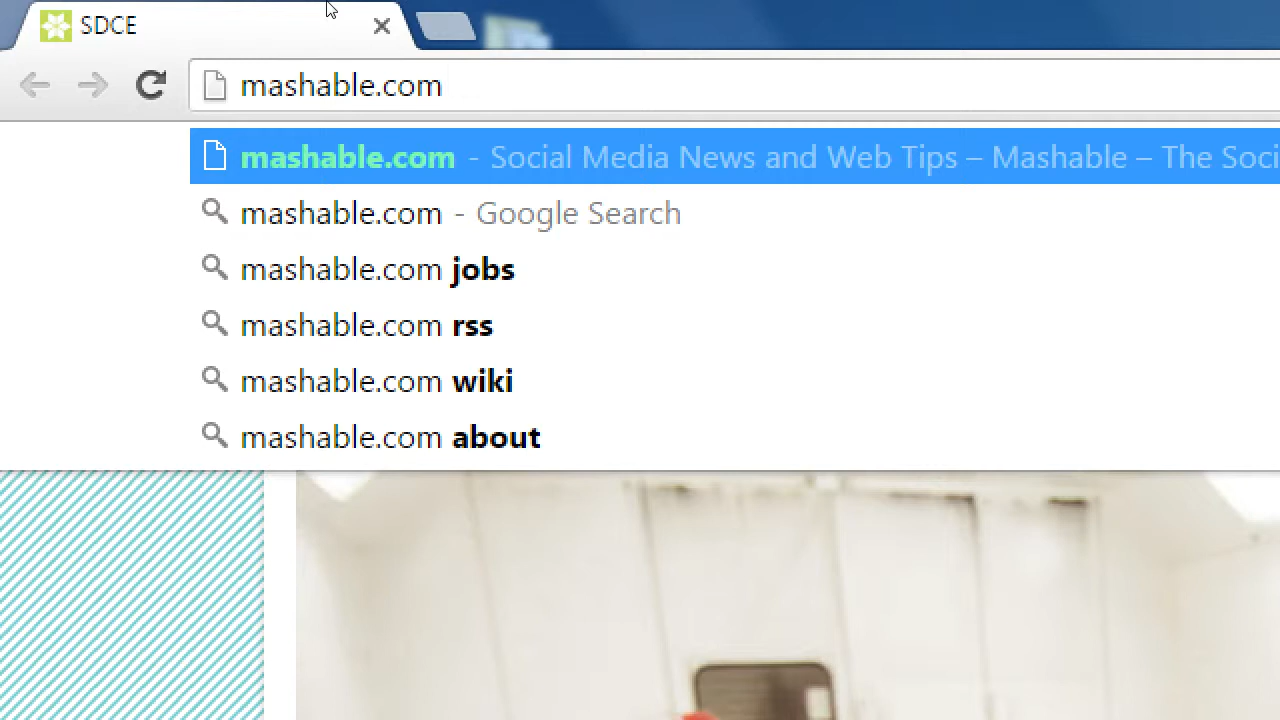 SDCE
mashable.com
mashable.com - Social Media News and Web Tips – Mashable – The Soci
mashable.com - Google Search
mashable.com jobs
mashable.com rss
mashable.com wiki
mashable.com about